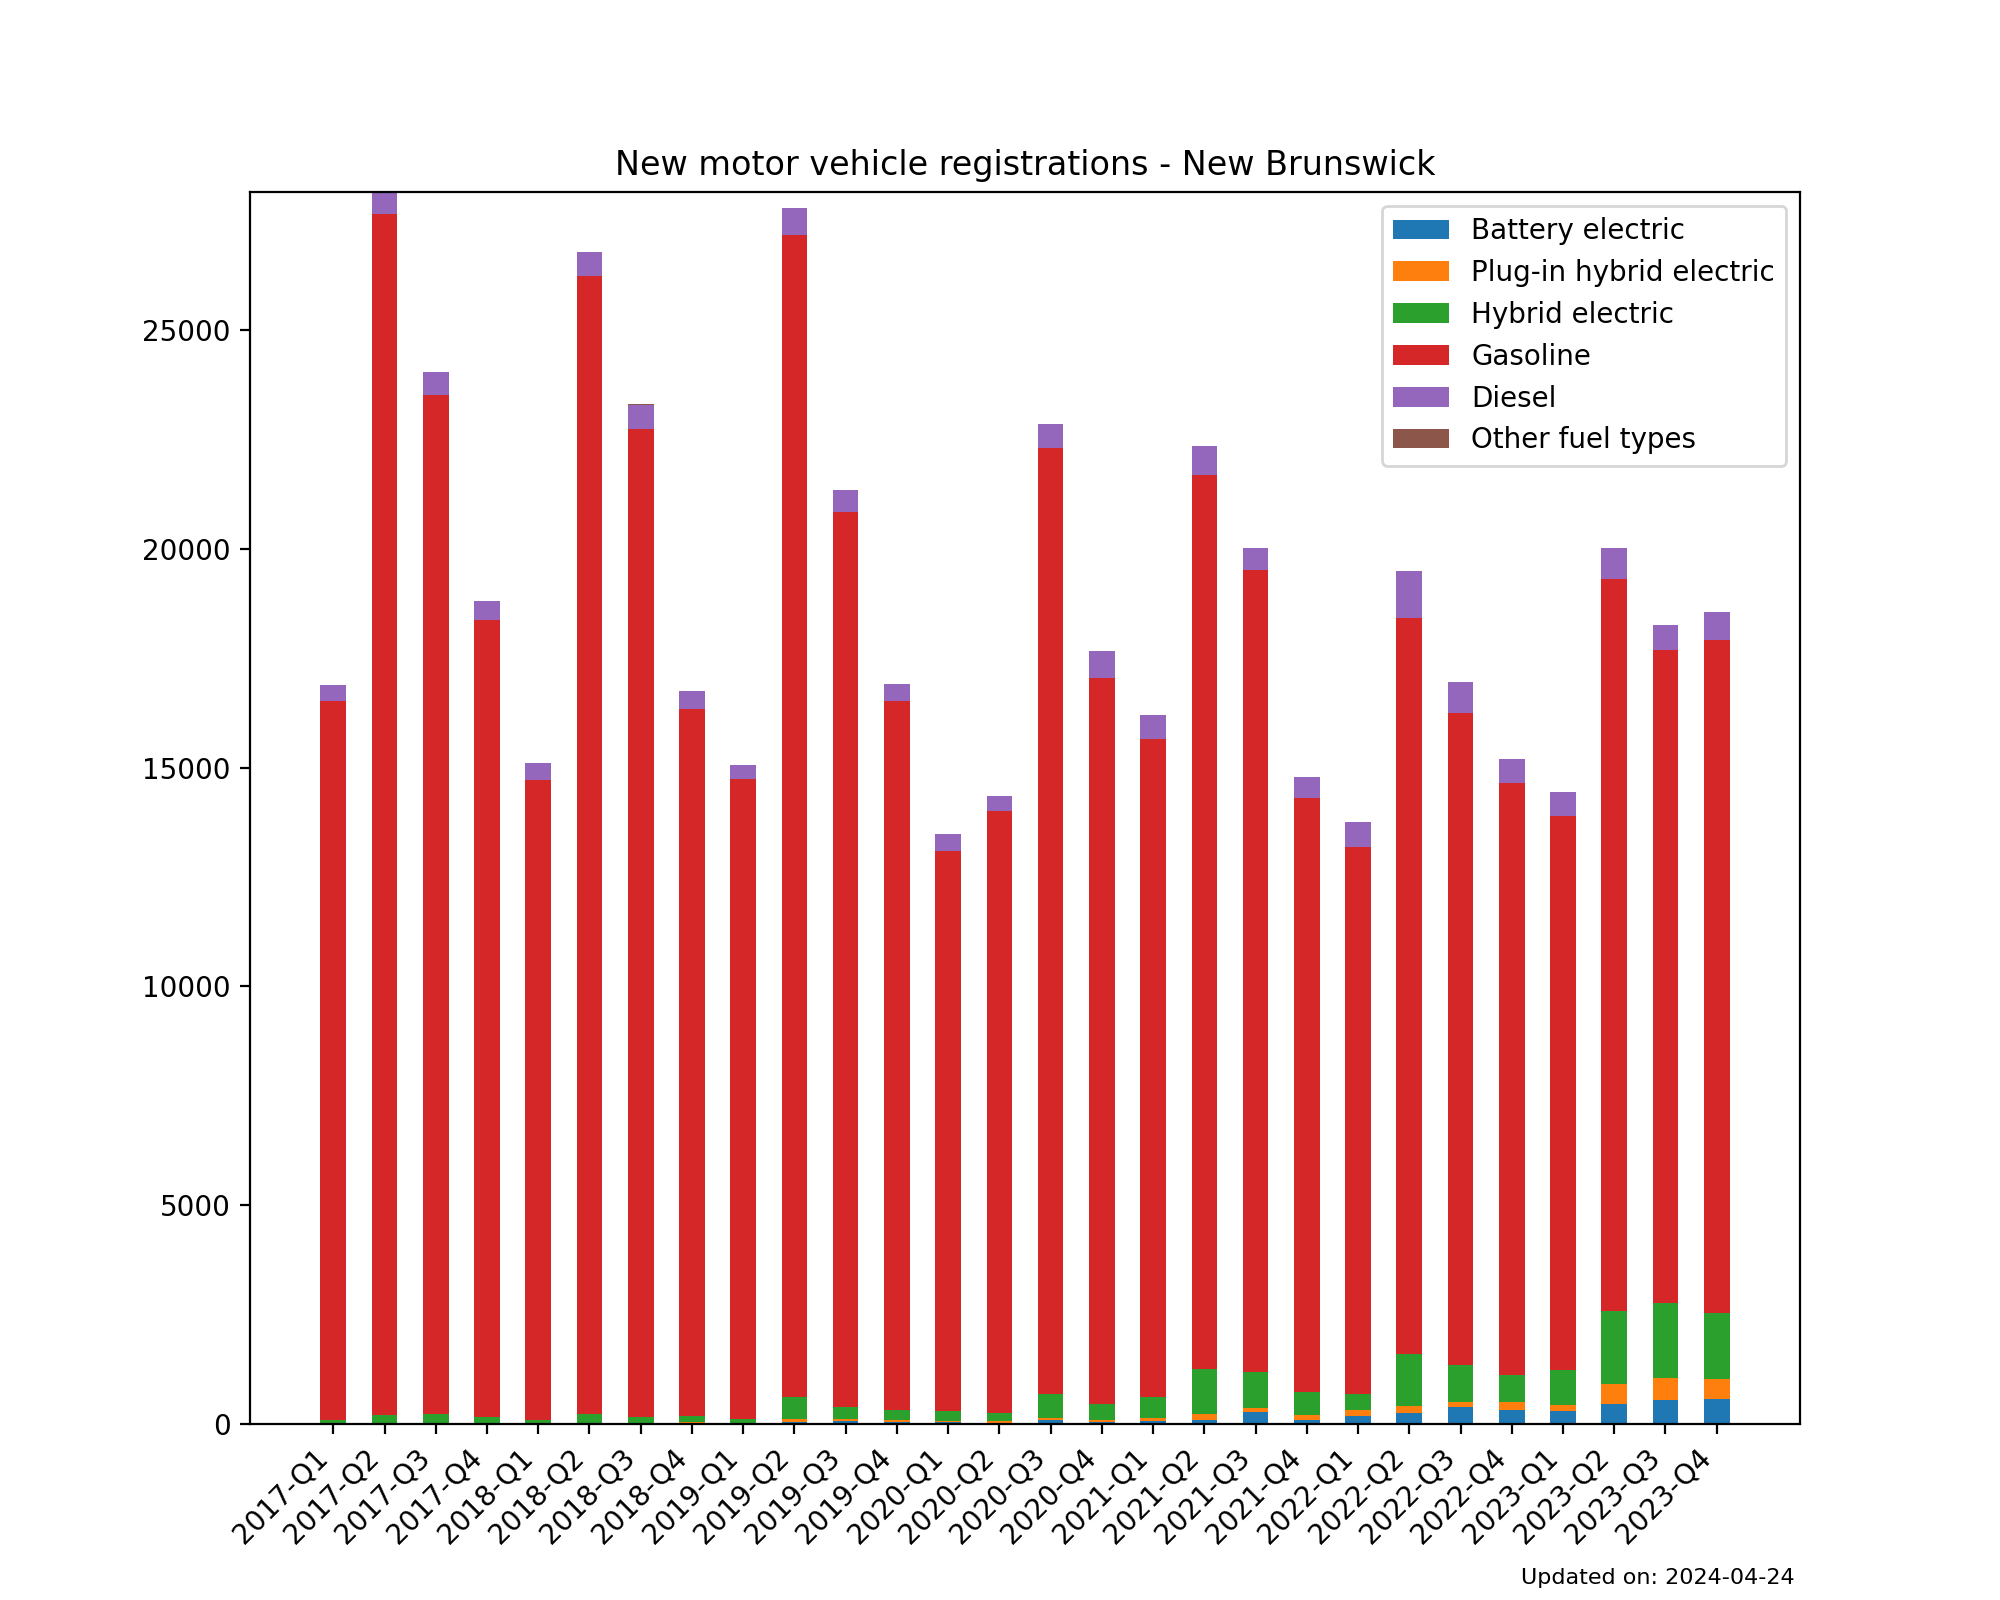 New motor vehicle registrations - New Brunswick
Battery electric
Plug-in hybrid electric
Hybrid electric
Gasoline
Diesel
Other fuel types
25000
20000
15000
10000
5000
0
2017-Q1
2017-Q2
2017-Q3
2017-Q4
2018-Q1
2018-Q2
2018-Q3
2018-Q4
2019-Q1
2019-Q2
2019-Q3
2019-Q4
2020-Q1
2020-Q2
2020-Q3
2020-Q4
2021-Q1
2021-Q2
2021-Q3
2021-Q4
2022-Q1
2022-Q2
2022-Q3
2022-Q4
2023-Q1
2023-Q2
2023-Q3
2023-Q4
Updated on: 2024-04-24